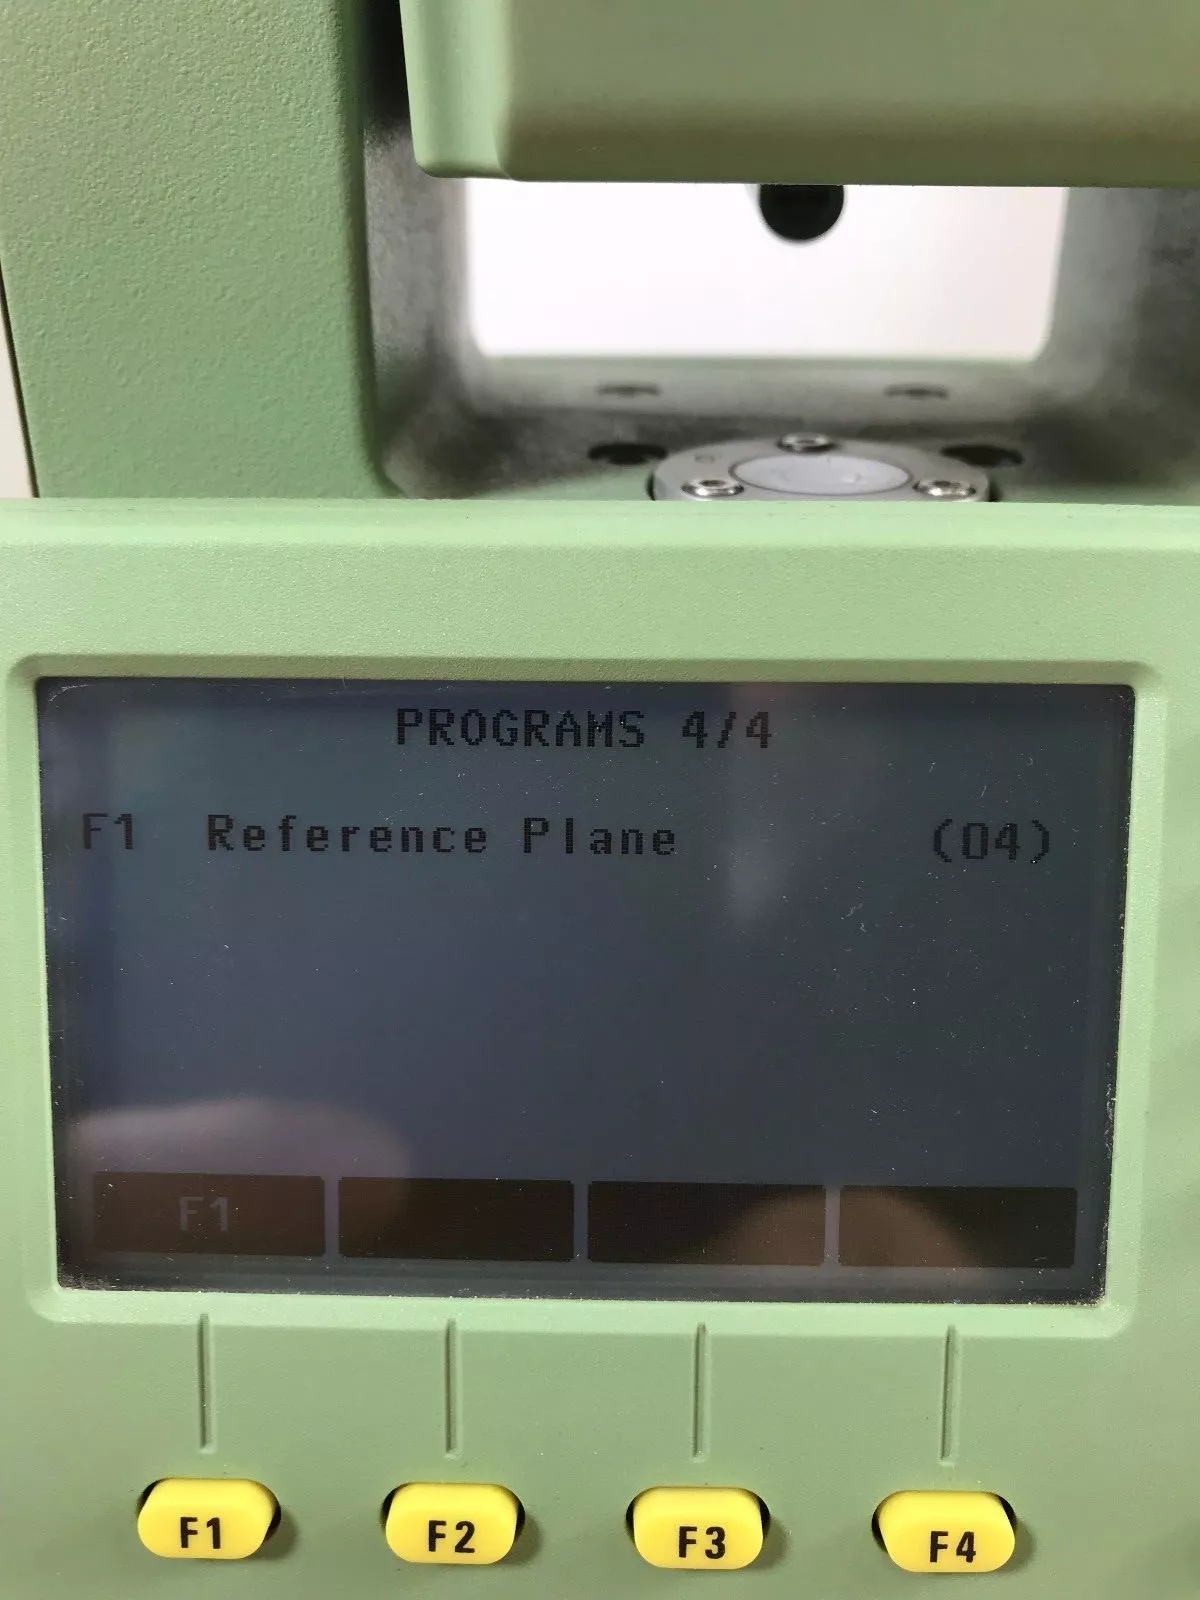 PROGRAMS 4/4
F1 Reference Plane (04)
F1
F1 F2 F3 F4